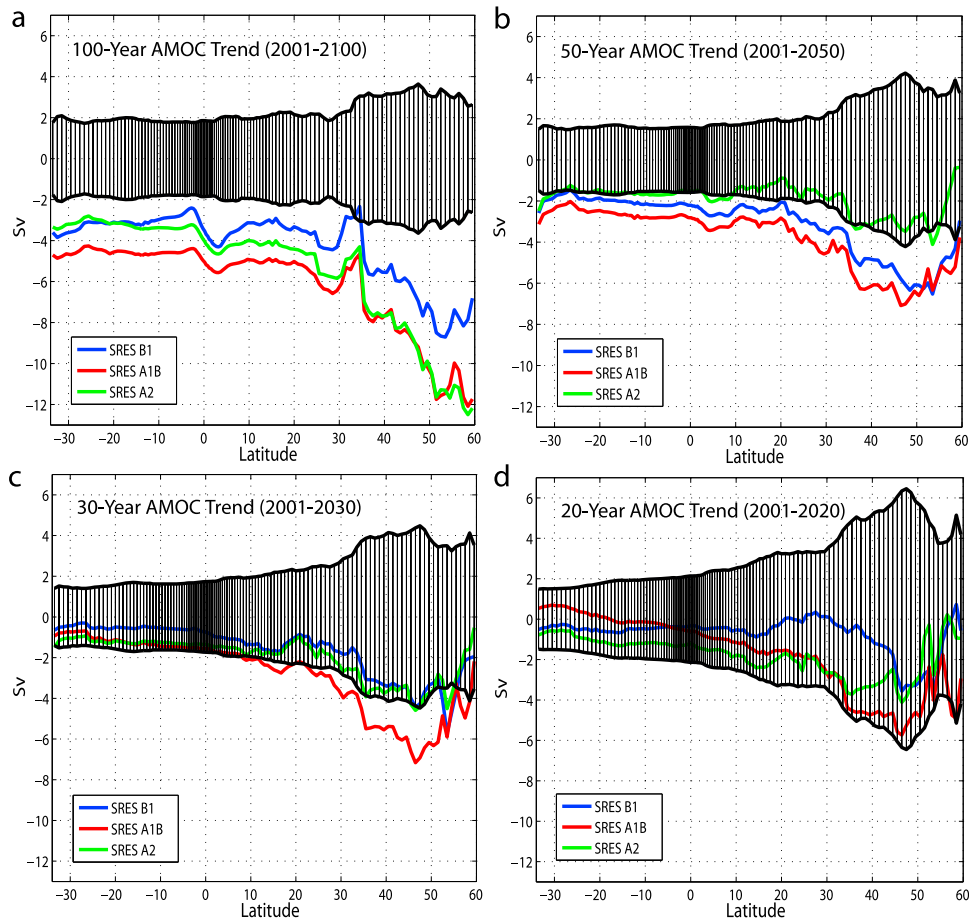 a
100-Year AMOC Trend (2001-2100)
6
4
2
0
−2
−4
−6
−8
−10
−12
Sv
SRES B1
SRES A1B
SRES A2
−30 −20 −10 0 10 20 30 40 50 60
Latitude
b
50-Year AMOC Trend (2001-2050)
6
4
2
0
−2
−4
−6
−8
−10
−12
Sv
SRES B1
SRES A1B
SRES A2
−30 −20 −10 0 10 20 30 40 50 60
Latitude
c
30-Year AMOC Trend (2001-2030)
6
4
2
0
−2
−4
−6
−8
−10
−12
Sv
SRES B1
SRES A1B
SRES A2
−30 −20 −10 0 10 20 30 40 50 60
Latitude
d
20-Year AMOC Trend (2001-2020)
6
4
2
0
−2
−4
−6
−8
−10
−12
Sv
SRES B1
SRES A1B
SRES A2
−30 −20 −10 0 10 20 30 40 50 60
Latitude